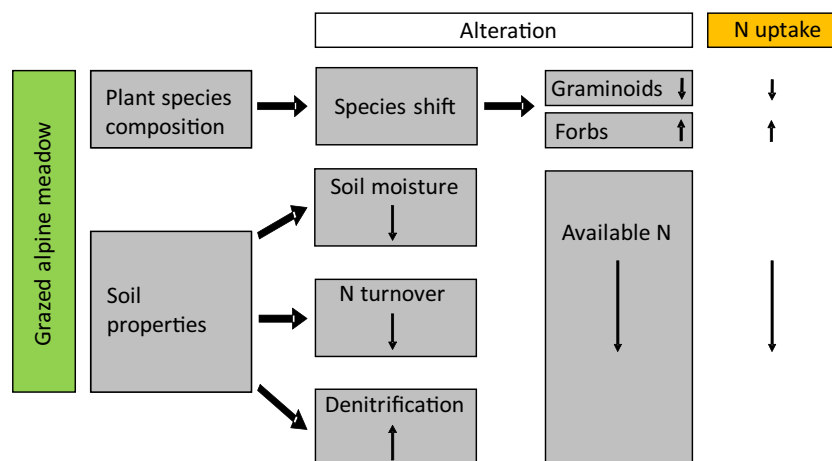 Alteration
N uptake
Grazed alpine meadow
Plant species
composition
Species shift
Graminoids
Forbs
Soil
properties
Soil moisture
N turnover
Denitrification
Available N